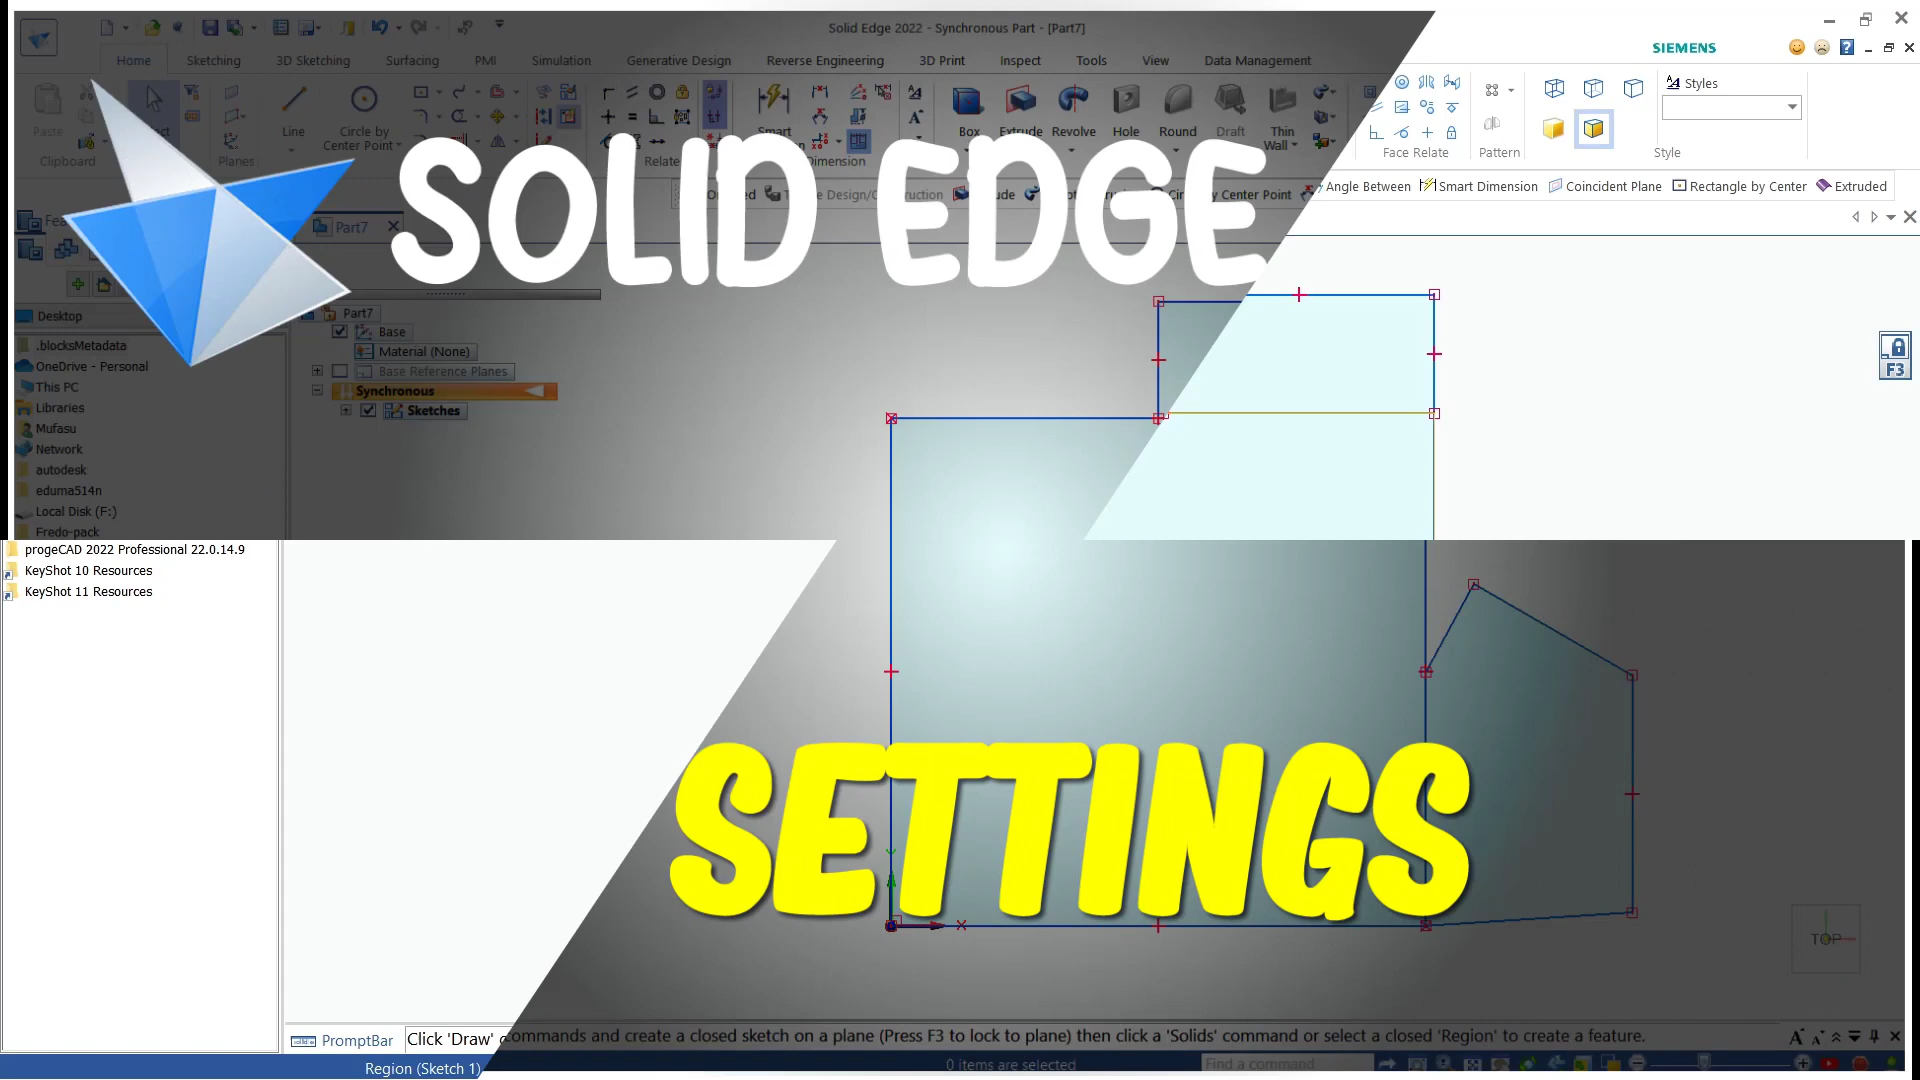 Solid Edge 2022 - Synchronous Part - [Part7]
SIEMENS
Home Sketching 3D Sketching Surfacing PMI Simulation Generative Design Reverse Engineering 3D Print Inspect Tools View Data Management
Styles
Paste
Line
Circle by Center Point
Smart
Box
Extrude
Revolve
Hole
Round
Draft
Thin Wall
Clipboard
Planes
Relate
Dimension
Face Relate
Pattern
Style
Center Point
Angle Between
Smart Dimension
Coincident Plane
Rectangle by Center
Extruded
SOLID EDGE
Part7
Desktop
.blocksMetadata
OneDrive - Personal
This PC
Libraries
Mufasu
Network
autodesk
eduma514n
Local Disk (F:)
Fredo-pack
progeCAD 2022 Professional 22.0.14.9
KeyShot 10 Resources
KeyShot 11 Resources
Part7
Base
Material (None)
Base Reference Planes
Synchronous
Sketches
F3
SETTINGS
X
TOP
PromptBar
Click 'Draw' commands and create a closed sketch on a plane (Press F3 to lock to plane) then click a 'Solids' command or select a closed 'Region' to create a feature.
Region (Sketch 1)
0 items are selected
Find a command